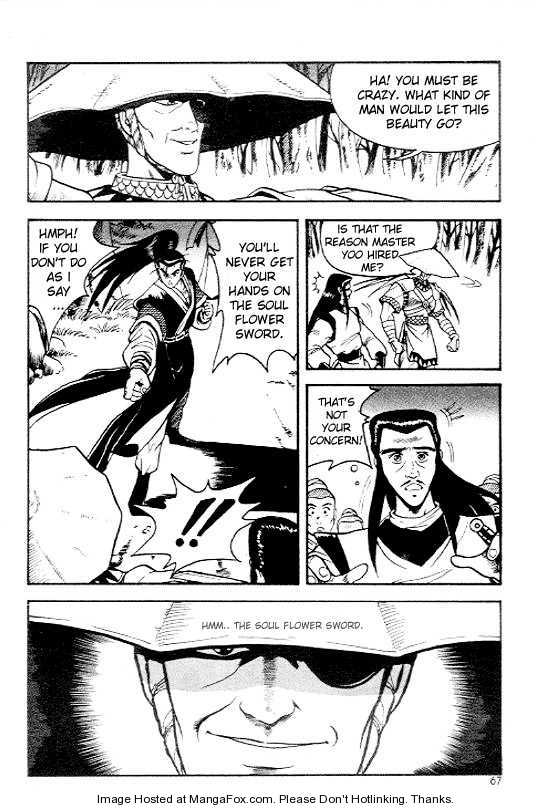 HA! YOU MUST BE
CRAZY. WHAT KIND OF
MAN WOULD LET THIS
BEAUTY GO?
HMPH!
IF YOU
DON'T DO
AS I
SAY ...
YOU'LL
NEVER GET
YOUR
HANDS ON
THE SOUL
FLOWER
SWORD.
!!
IS THAT THE
REASON MASTER
YOO HIRED
ME?
THAT'S
NOT
YOUR
CONCERN!
HMM.. THE SOUL FLOWER SWORD.
67
Image Hosted at MangaFox.com. Please Don't Hotlinking. Thanks.